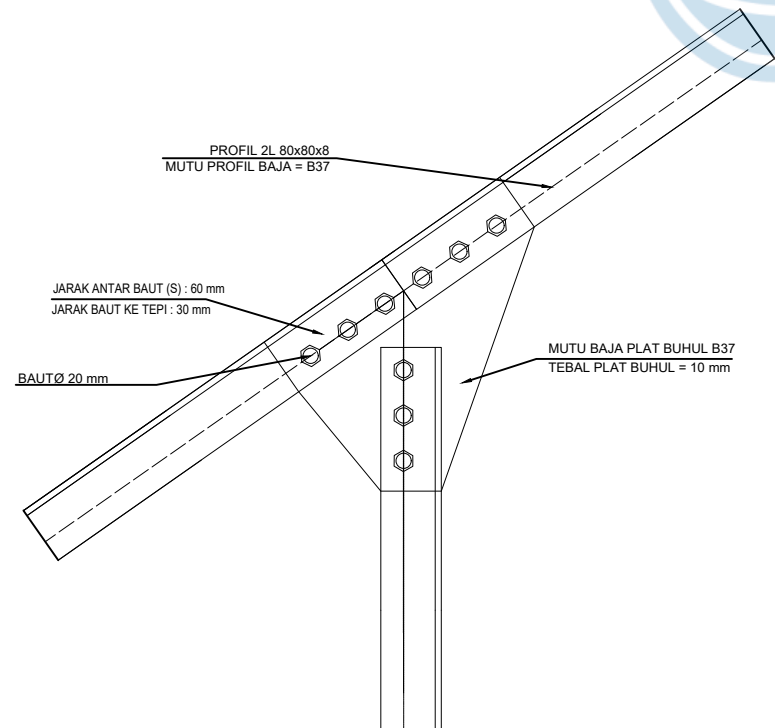 PROFIL 2L 80x80x8
MUTU PROFIL BAJA = B37
JARAK ANTAR BAUT (S) : 60 mm
JARAK BAUT KE TEPI : 30 mm
BAUTØ 20 mm
MUTU BAJA PLAT BUHUL B37
TEBAL PLAT BUHUL = 10 mm